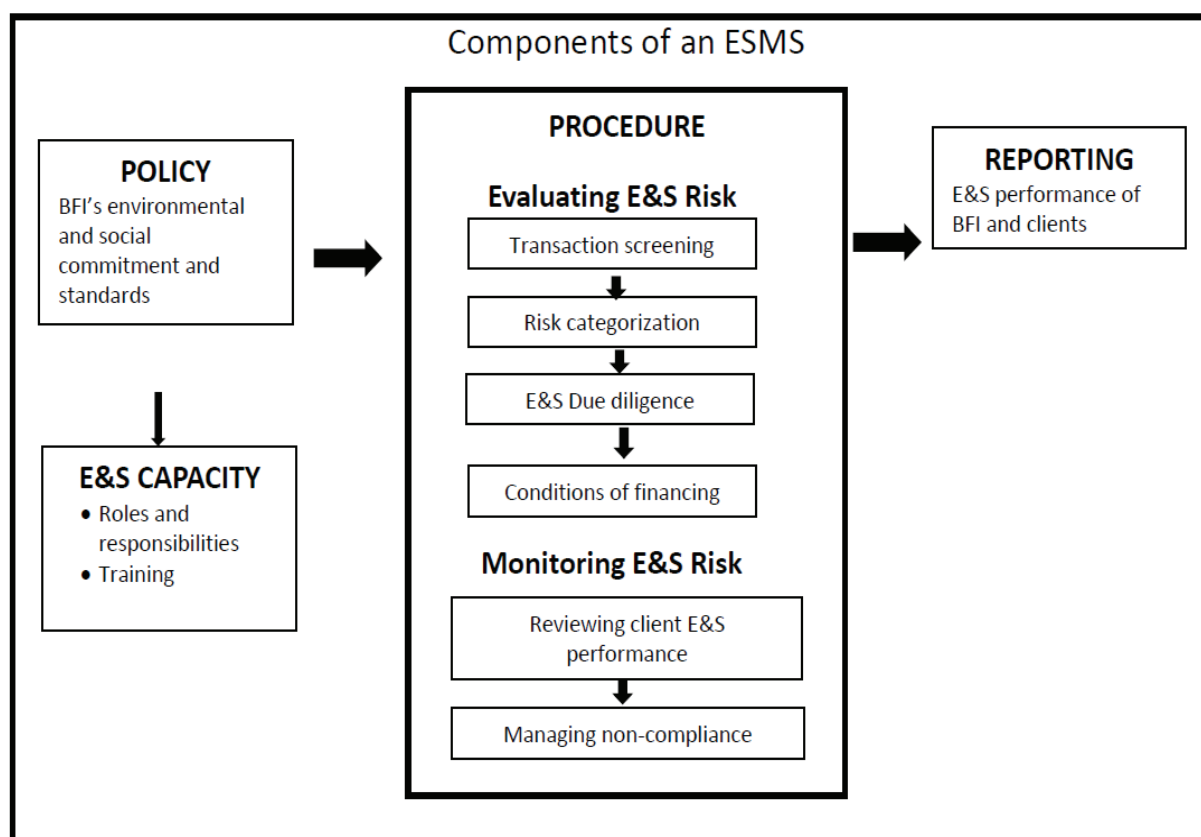 Components of an ESMS
POLICY
BFI's environmental
and social
commitment and
standards
E&S CAPACITY
• Roles and
responsibilities
• Training
PROCEDURE
Evaluating E&S Risk
Transaction screening
Risk categorization
E&S Due diligence
Conditions of financing
Monitoring E&S Risk
Reviewing client E&S
performance
Managing non-compliance
REPORTING
E&S performance of
BFI and clients